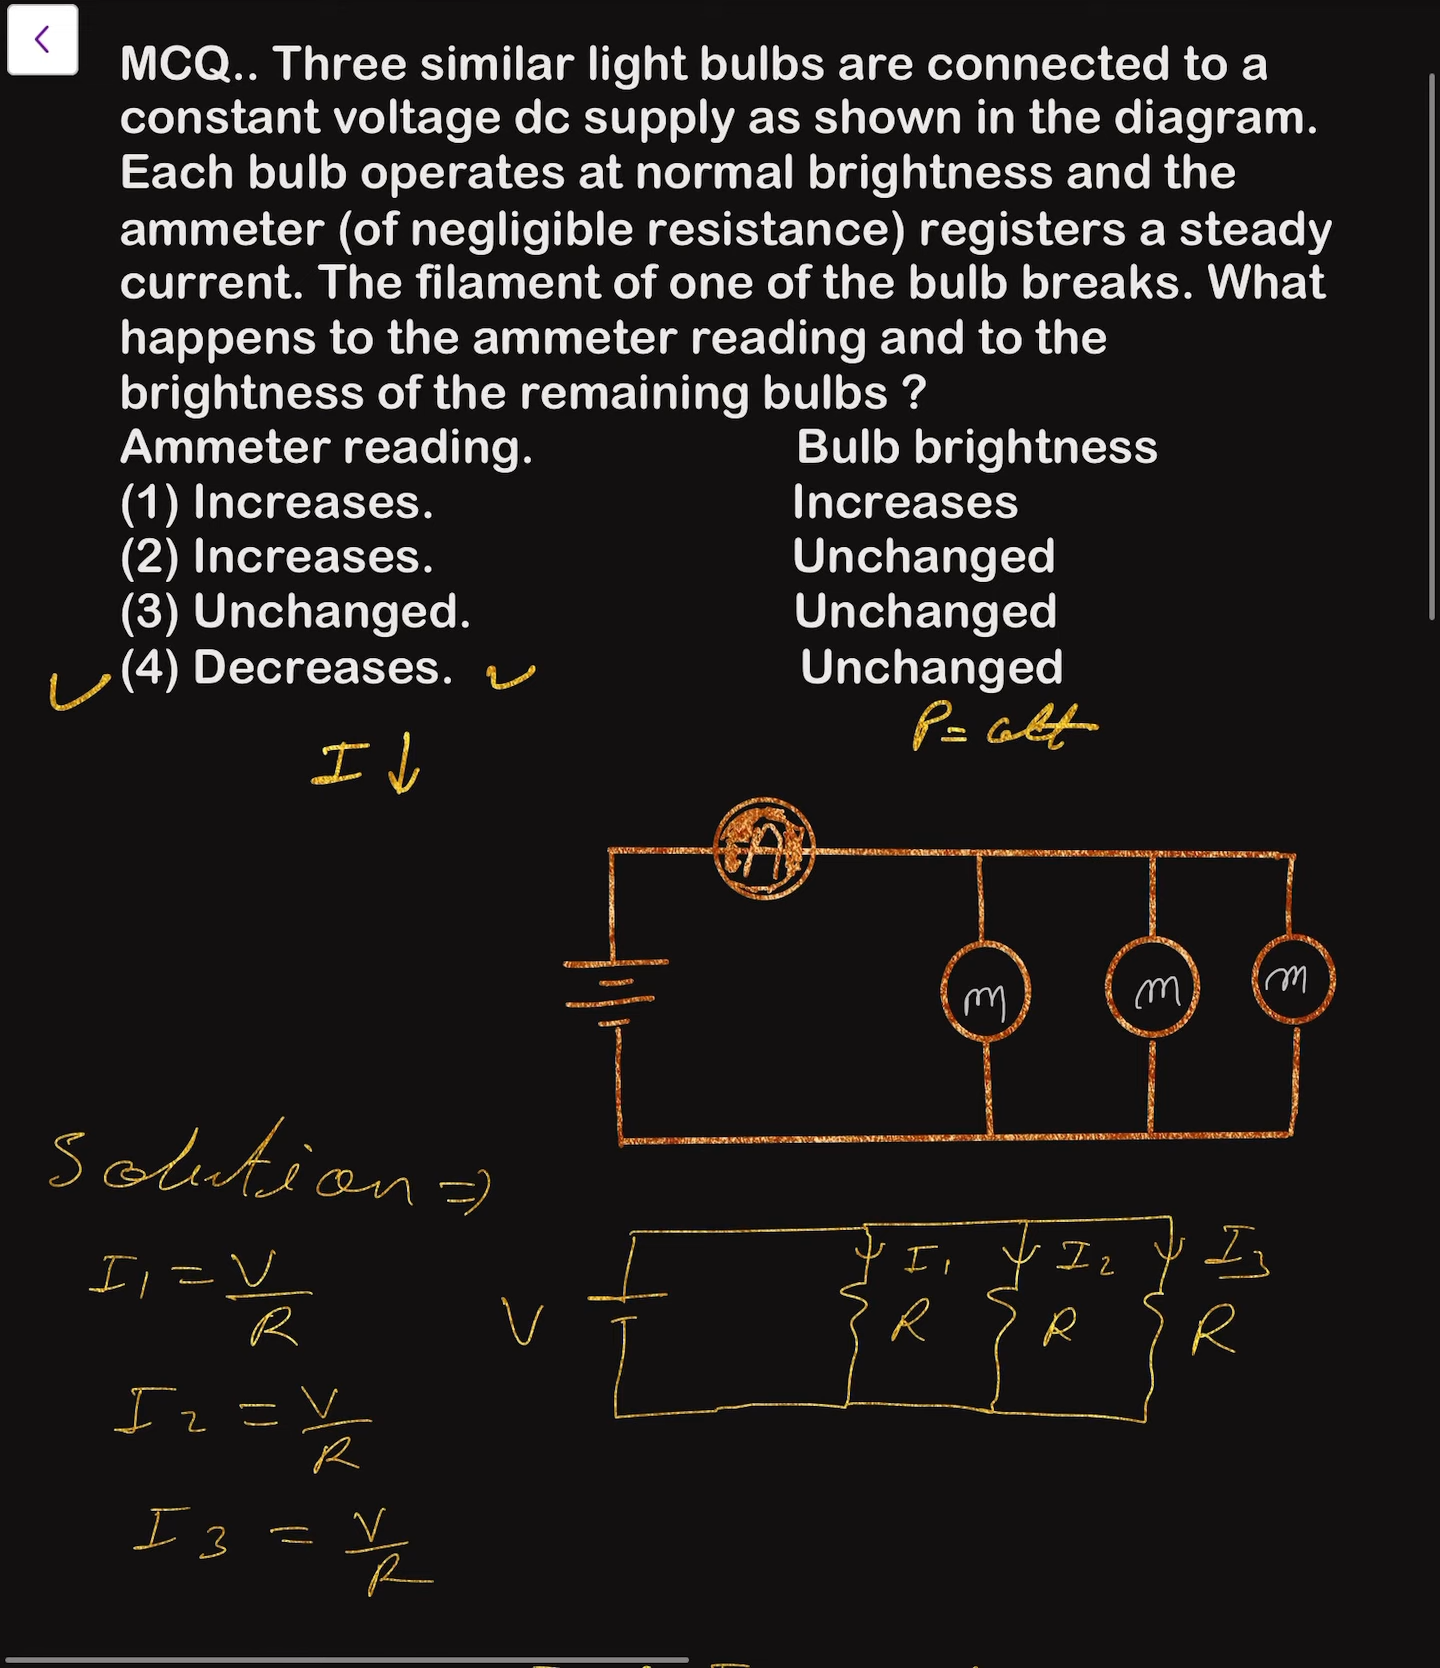 MCQ.. Three similar light bulbs are connected to a
constant voltage dc supply as shown in the diagram.
Each bulb operates at normal brightness and the
ammeter (of negligible resistance) registers a steady
current. The filament of one of the bulb breaks. What
happens to the ammeter reading and to the
brightness of the remaining bulbs ?
Ammeter reading. Bulb brightness
(1) Increases. Increases
(2) Increases. Unchanged
(3) Unchanged. Unchanged
(4) Decreases. Unchanged
I ↓ P =
A
m m m
Solution ⇒
I₁ I₂ I₃
I₁ = V/R
V R R R
I₂ = V/R
I₃ = V/R